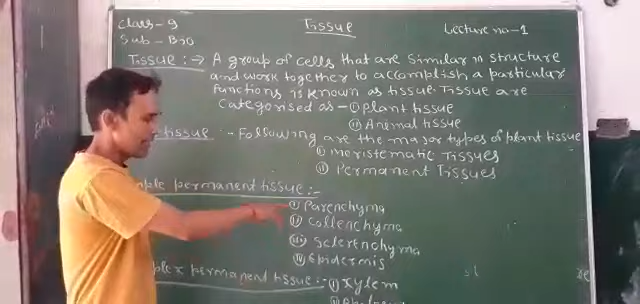 Class-9
Tissue
Lecture no-1
Sub-Bio
Tissue :→ A group of cells that are similar in structure
and work together to accomplish a particular
functions is known as tissue. Tissue are
categorised as - (i) Plant tissue
(ii) Animal tissue
tissue :- Following are the major types of plant tissue
(i) Meristematic Tissues
(ii) Permanent Tissues
ple permanent tissue :-
(i) Parenchyma
(ii) Collenchyma
(iii) Sclerenchyma
(iv) Epidermis
plex permanent tissue :- (i) Xylem